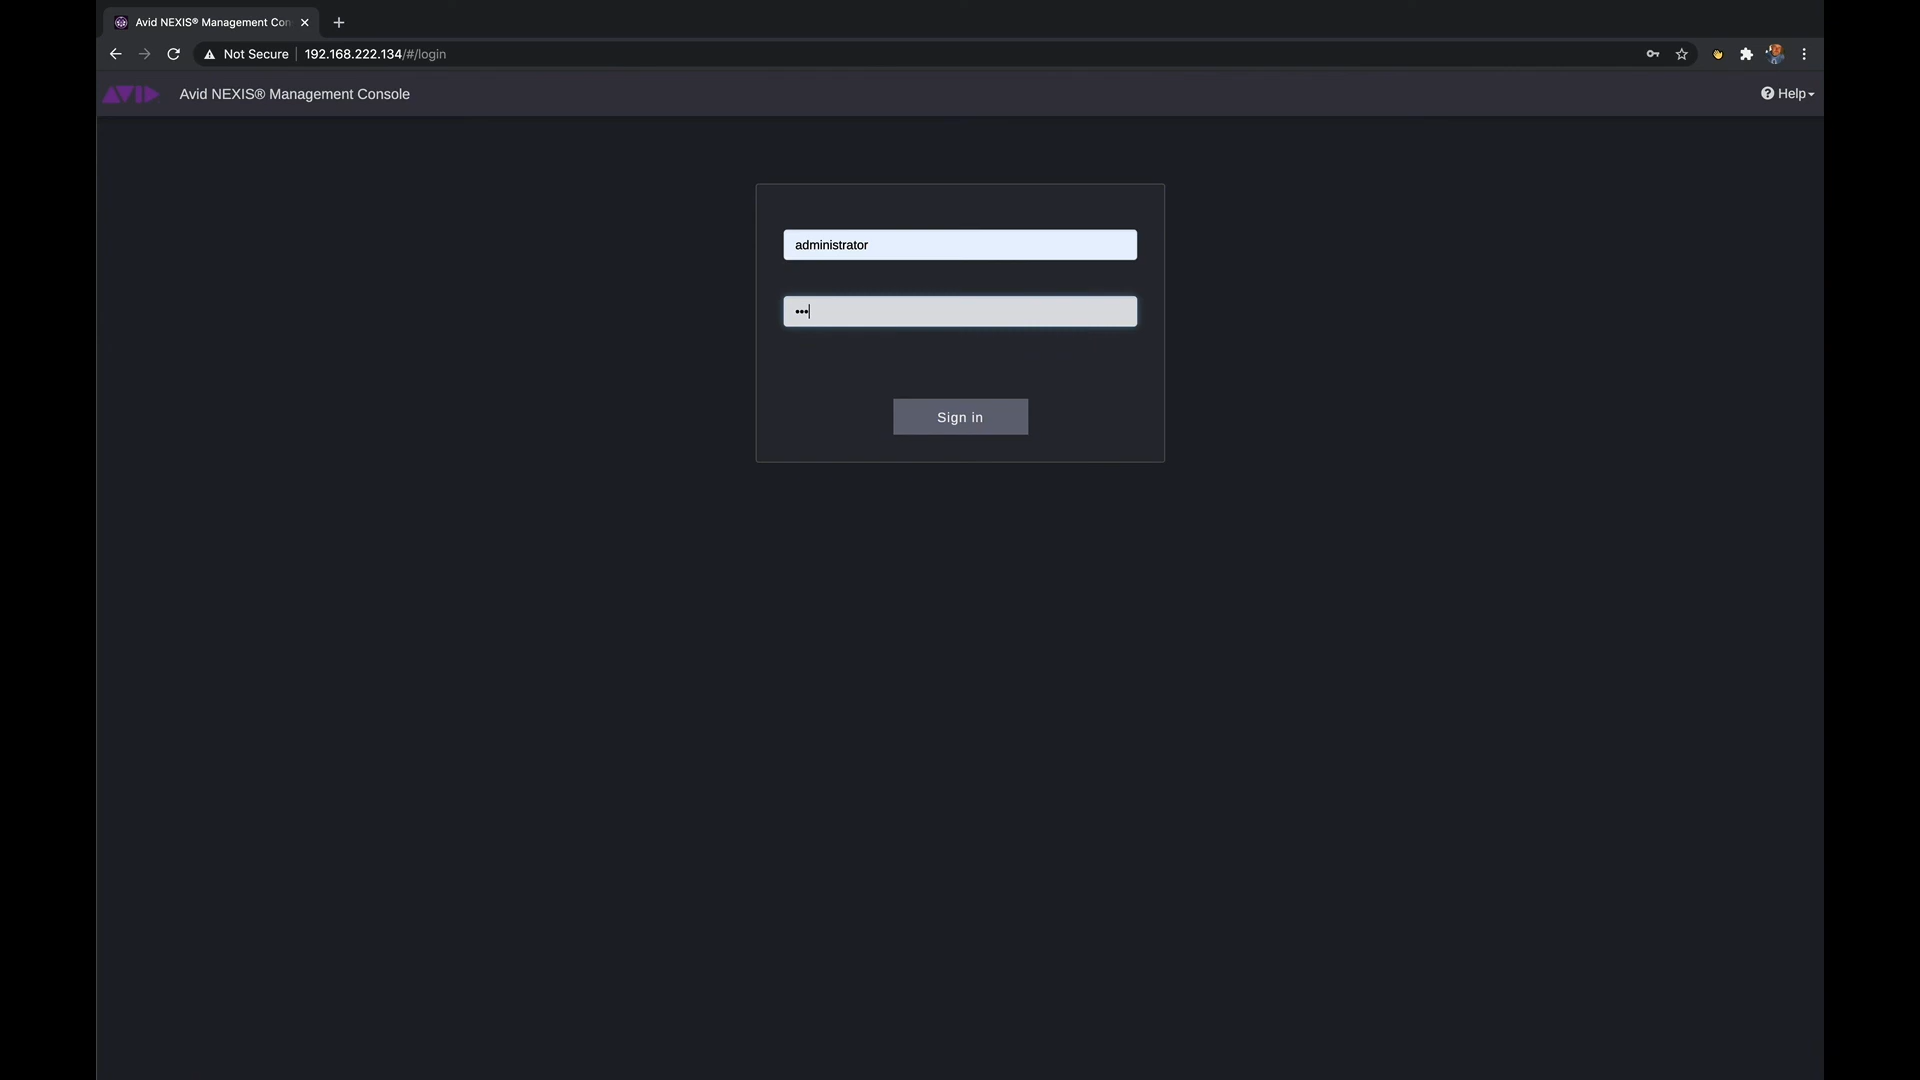 Avid NEXIS® Management Con
Not Secure 192.168.222.134/#/login
AVID Avid NEXIS® Management Console Help
administrator
•••
Sign in